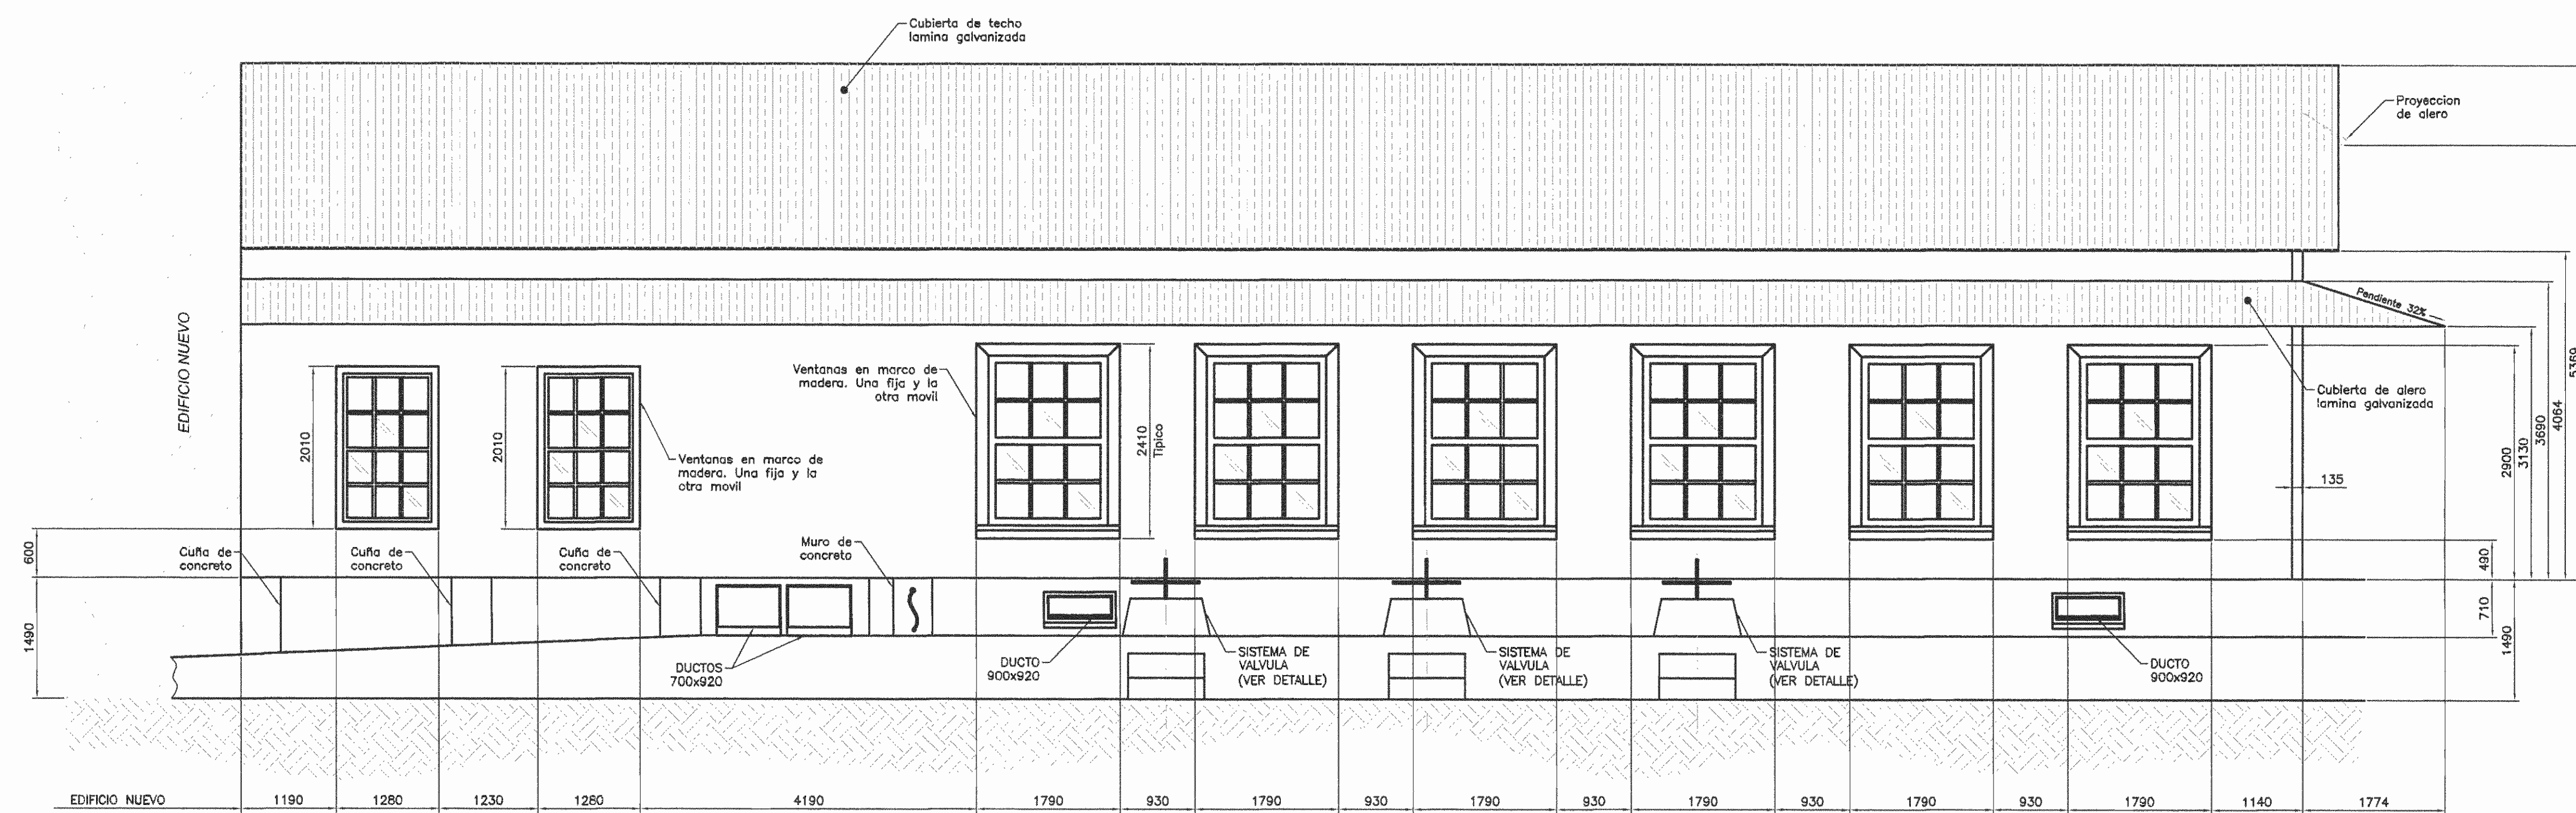 Cubierta de techo
lamina galvanizada
Proyeccion
de alero
Pendiente 32%
EDIFICIO NUEVO
Ventanas en marco de
madera. Una fija y la
otra movil
Cubierta de alero
lamina galvanizada
2010
2010
2410
Tipico
Ventanas en marco de
madera. Una fija y la
otra movil
135
2900
3130
3690
4064
5369
600
1490
490
710
1490
Cuña de
concreto
Cuña de
concreto
Cuña de
concreto
Muro de
concreto
DUCTOS
700x920
DUCTO
900x920
SISTEMA DE
VALVULA
(VER DETALLE)
SISTEMA DE
VALVULA
(VER DETALLE)
SISTEMA DE
VALVULA
(VER DETALLE)
DUCTO
900x920
EDIFICIO NUEVO 1190 1280 1230 1280 4190 1790 930 1790 930 1790 930 1790 930 1790 930 1790 1140 1774